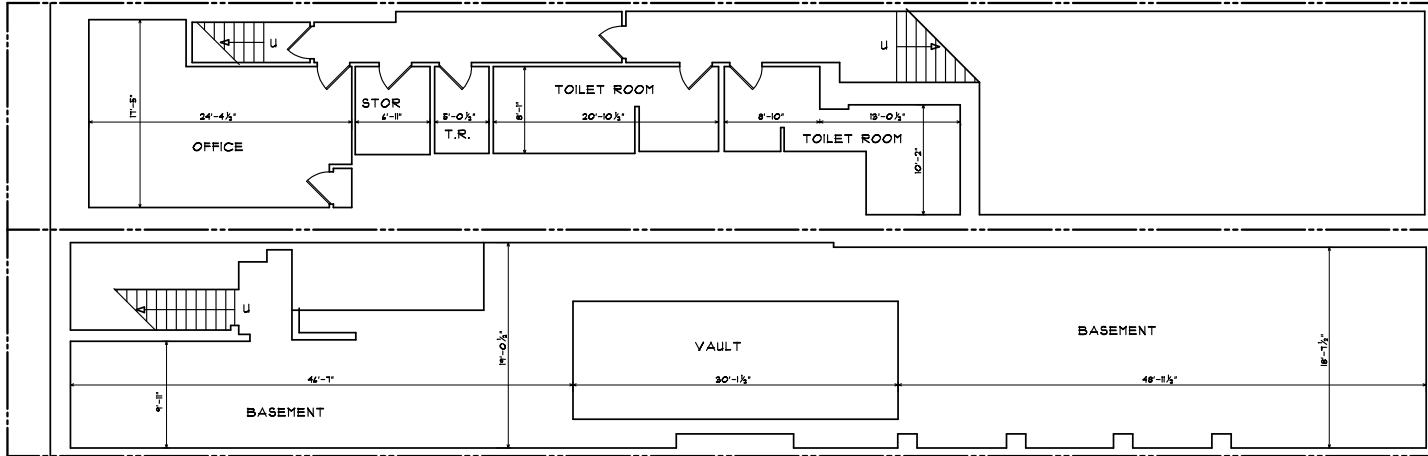 U
U
STOR
TOILET ROOM
17'-5"
24'-4½"
6'-11"
5'-0½"
8'-1"
20'-10½"
8'-10"
13'-0½"
T.R.
TOILET ROOM
OFFICE
10'-2"
U
BASEMENT
VAULT
19'-0½"
18'-7½"
46'-7"
30'-1½"
48'-11½"
9'-11"
BASEMENT